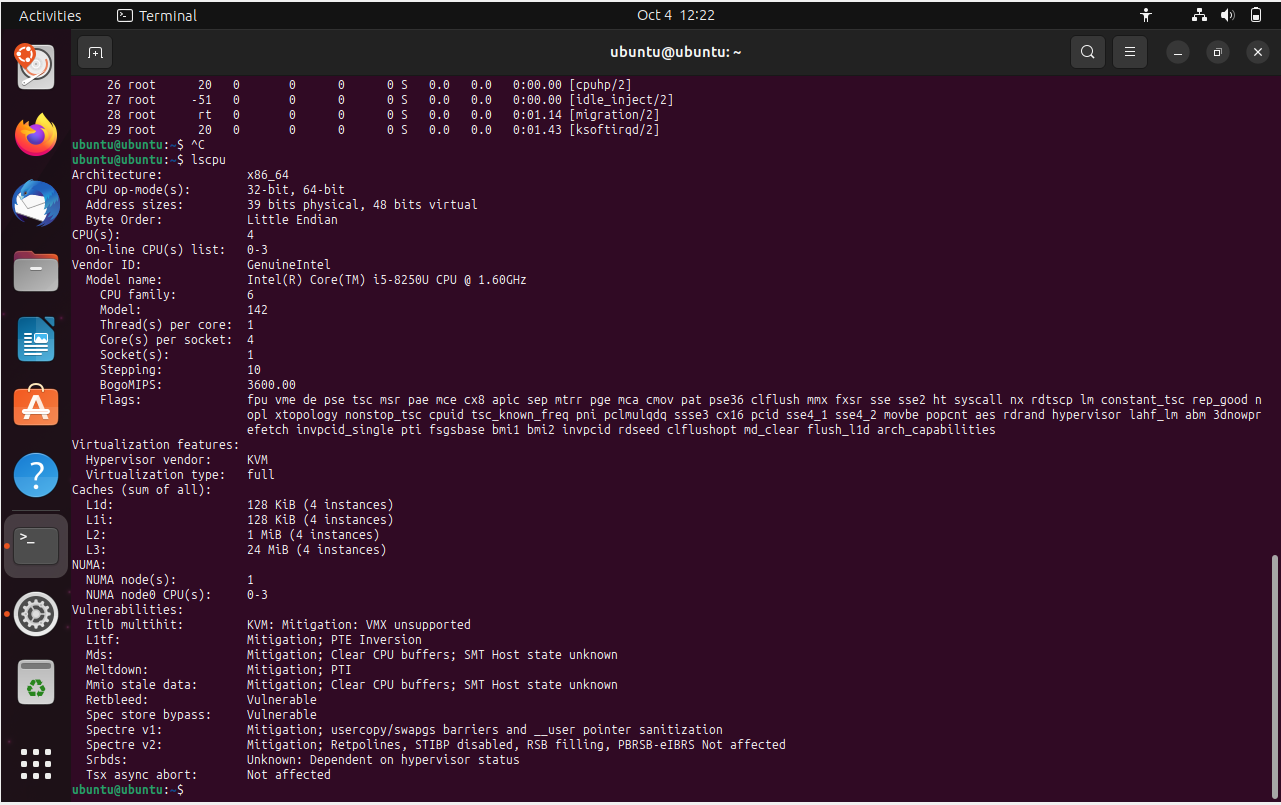 Activities Terminal Oct 4 12:22
ubuntu@ubuntu: ~
26 root 20 0 0 0 0 S 0.0 0.0 0:00.00 [cpuhp/2]
27 root -51 0 0 0 0 S 0.0 0.0 0:00.00 [idle_inject/2]
28 root rt 0 0 0 0 S 0.0 0.0 0:01.14 [migration/2]
29 root 20 0 0 0 0 S 0.0 0.0 0:01.43 [ksoftirqd/2]
ubuntu@ubuntu:~$ ^C
ubuntu@ubuntu:~$ lscpu
Architecture: x86_64
CPU op-mode(s): 32-bit, 64-bit
Address sizes: 39 bits physical, 48 bits virtual
Byte Order: Little Endian
CPU(s): 4
On-line CPU(s) list: 0-3
Vendor ID: GenuineIntel
Model name: Intel(R) Core(TM) i5-8250U CPU @ 1.60GHz
CPU family: 6
Model: 142
Thread(s) per core: 1
Core(s) per socket: 4
Socket(s): 1
Stepping: 10
BogoMIPS: 3600.00
Flags: fpu vme de pse tsc msr pae mce cx8 apic sep mtrr pge mca cmov pat pse36 clflush mmx fxsr sse sse2 ht syscall nx rdtscp lm constant_tsc rep_good n
opl xtopology nonstop_tsc cpuid tsc_known_freq pni pclmulqdq ssse3 cx16 pcid sse4_1 sse4_2 movbe popcnt aes rdrand hypervisor lahf_lm abm 3dnowpr
efetch invpcid_single pti fsgsbase bmi1 bmi2 invpcid rdseed clflushopt md_clear flush_l1d arch_capabilities
Virtualization features:
Hypervisor vendor: KVM
Virtualization type: full
Caches (sum of all):
L1d: 128 KiB (4 instances)
L1i: 128 KiB (4 instances)
L2: 1 MiB (4 instances)
L3: 24 MiB (4 instances)
NUMA:
NUMA node(s): 1
NUMA node0 CPU(s): 0-3
Vulnerabilities:
Itlb multihit: KVM: Mitigation: VMX unsupported
L1tf: Mitigation; PTE Inversion
Mds: Mitigation; Clear CPU buffers; SMT Host state unknown
Meltdown: Mitigation; PTI
Mmio stale data: Mitigation; Clear CPU buffers; SMT Host state unknown
Retbleed: Vulnerable
Spec store bypass: Vulnerable
Spectre v1: Mitigation; usercopy/swapgs barriers and __user pointer sanitization
Spectre v2: Mitigation; Retpolines, STIBP disabled, RSB filling, PBRSB-eIBRS Not affected
Srbds: Unknown: Dependent on hypervisor status
Tsx async abort: Not affected
ubuntu@ubuntu:~$